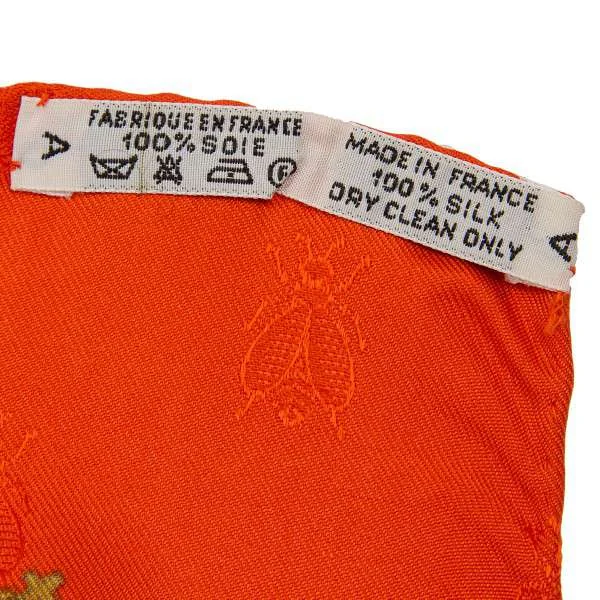 A
FABRIQUE EN FRANCE
100% SOIE
F
MADE IN FRANCE
100% SILK
DRY CLEAN ONLY
A